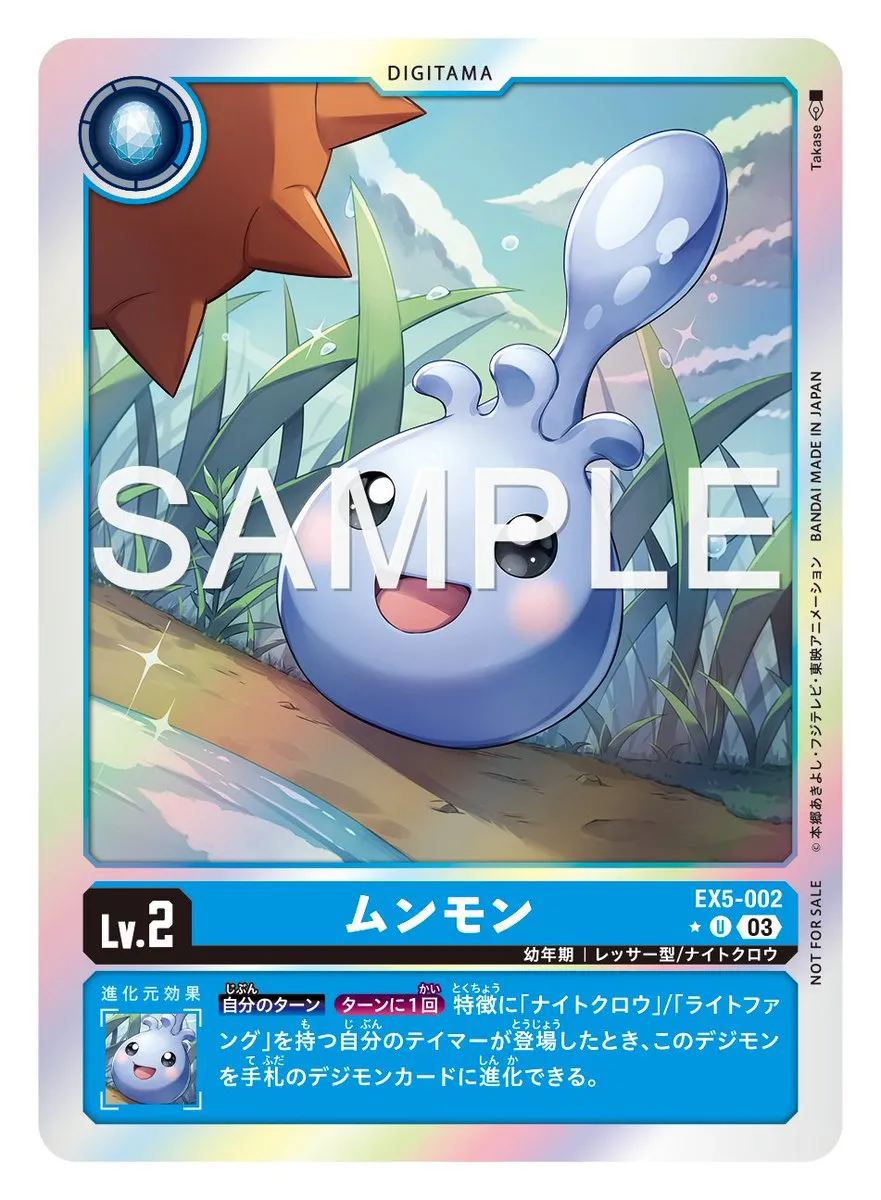 DIGITAMA
Takase
SAMPLE
BANDAI MADE IN JAPAN
©本郷あきよし・フジテレビ・東映アニメーション
NOT FOR SALE
Lv.2
ムンモン
EX5-002
★ U 03
幼年期 | レッサー型/ナイトクロウ
進化元効果
自分のターン ターンに1回 特徴に「ナイトクロウ」/「ライトファ
ング」を持つ自分のテイマーが登場したとき、このデジモン
を手札のデジモンカードに進化できる。